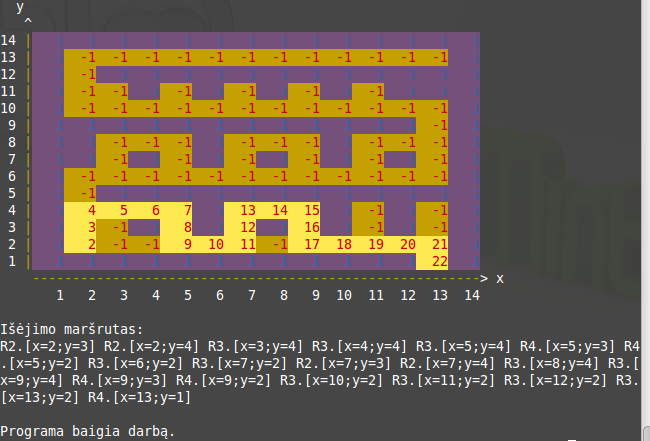 y
^
14 |
13 | -1 -1 -1 -1 -1 -1 -1 -1 -1 -1 -1 -1
12 | -1
11 | -1 -1 -1 -1 -1 -1
10 | -1 -1 -1 -1 -1 -1 -1 -1 -1 -1 -1 -1
9 | -1
8 | -1 -1 -1 -1 -1 -1 -1 -1 -1
7 | -1 -1 -1 -1 -1 -1
6 | -1 -1 -1 -1 -1 -1 -1 -1 -1 -1 -1 -1
5 | -1
4 | 4 5 6 7 13 14 15 -1 -1
3 | 3 -1 8 12 16 -1 -1
2 | 2 -1 -1 9 10 11 -1 17 18 19 20 21
1 | 22
--------------------------------------------------------> x
1 2 3 4 5 6 7 8 9 10 11 12 13 14
Išėjimo maršrutas:
R2.[x=2;y=3] R2.[x=2;y=4] R3.[x=3;y=4] R3.[x=4;y=4] R3.[x=5;y=4] R4.[x=5;y=3] R4
.[x=5;y=2] R3.[x=6;y=2] R3.[x=7;y=2] R2.[x=7;y=3] R2.[x=7;y=4] R3.[x=8;y=4] R3.[
x=9;y=4] R4.[x=9;y=3] R4.[x=9;y=2] R3.[x=10;y=2] R3.[x=11;y=2] R3.[x=12;y=2] R3.
[x=13;y=2] R4.[x=13;y=1]
Programa baigia darbą.